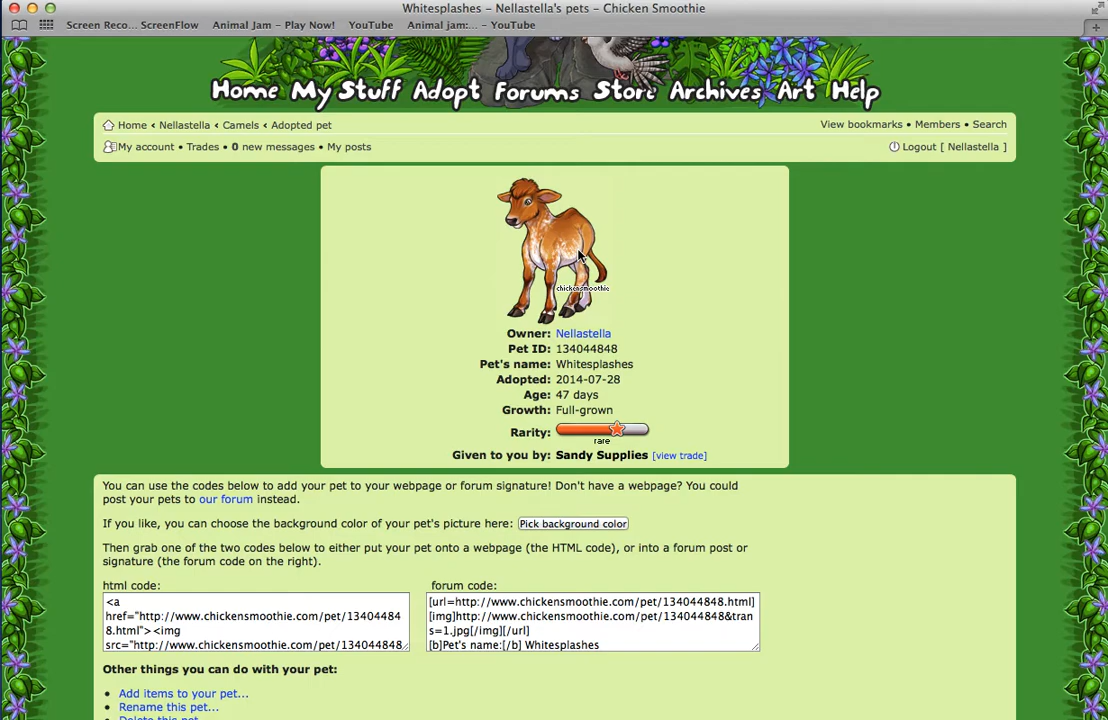 Whitesplashes – Nellastella's pets – Chicken Smoothie
Screen Reco... ScreenFlow Animal Jam - Play Now! YouTube Animal jam:... - YouTube
Home My Stuff Adopt Forums Store Archives Art Help
Home ‹ Nellastella ‹ Camels ‹ Adopted pet
View bookmarks • Members • Search
My account • Trades • 0 new messages • My posts
Logout [ Nellastella ]
chickensmoothie
Owner: Nellastella
Pet ID: 134044848
Pet's name: Whitesplashes
Adopted: 2014-07-28
Age: 47 days
Growth: Full-grown
Rarity:
rare
Given to you by: Sandy Supplies [view trade]
You can use the codes below to add your pet to your webpage or forum signature! Don't have a webpage? You could
post your pets to our forum instead.
If you like, you can choose the background color of your pet's picture here: Pick background color
Then grab one of the two codes below to either put your pet onto a webpage (the HTML code), or into a forum post or
signature (the forum code on the right).
html code:
<a
href="http://www.chickensmoothie.com/pet/13404484
8.html"><img
src="http://www.chickensmoothie.com/pet/134044848
forum code:
[url=http://www.chickensmoothie.com/pet/134044848.html]
[img]http://www.chickensmoothie.com/pet/134044848&tran
s=1.jpg[/img][/url]
[b]Pet's name:[/b] Whitesplashes
Other things you can do with your pet:
• Add items to your pet...
• Rename this pet...
• Delete this pet